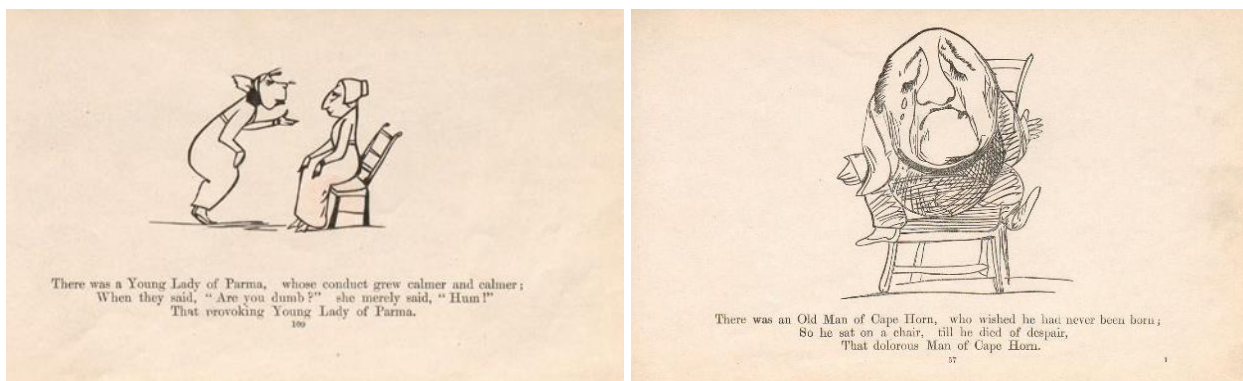 There was a Young Lady of Parma, whose conduct grew calmer and calmer;
When they said, "Are you dumb?" she merely said, "Hum!"
That provoking Young Lady of Parma.
109
There was an Old Man of Cape Horn, who wished he had never been born;
So he sat on a chair, till he died of despair,
That dolorous Man of Cape Horn.
57
1